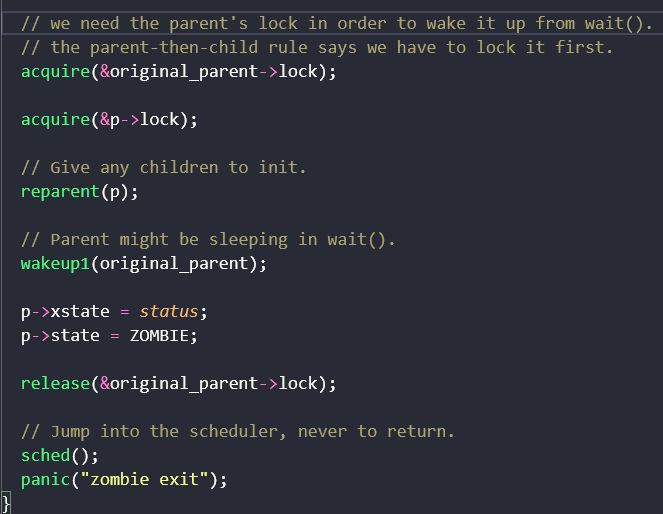 // we need the parent's lock in order to wake it up from wait().
// the parent-then-child rule says we have to lock it first.
acquire(&original_parent->lock);
acquire(&p->lock);
// Give any children to init.
reparent(p);
// Parent might be sleeping in wait().
wakeup1(original_parent);
p->xstate = status;
p->state = ZOMBIE;
release(&original_parent->lock);
// Jump into the scheduler, never to return.
sched();
panic("zombie exit");
}